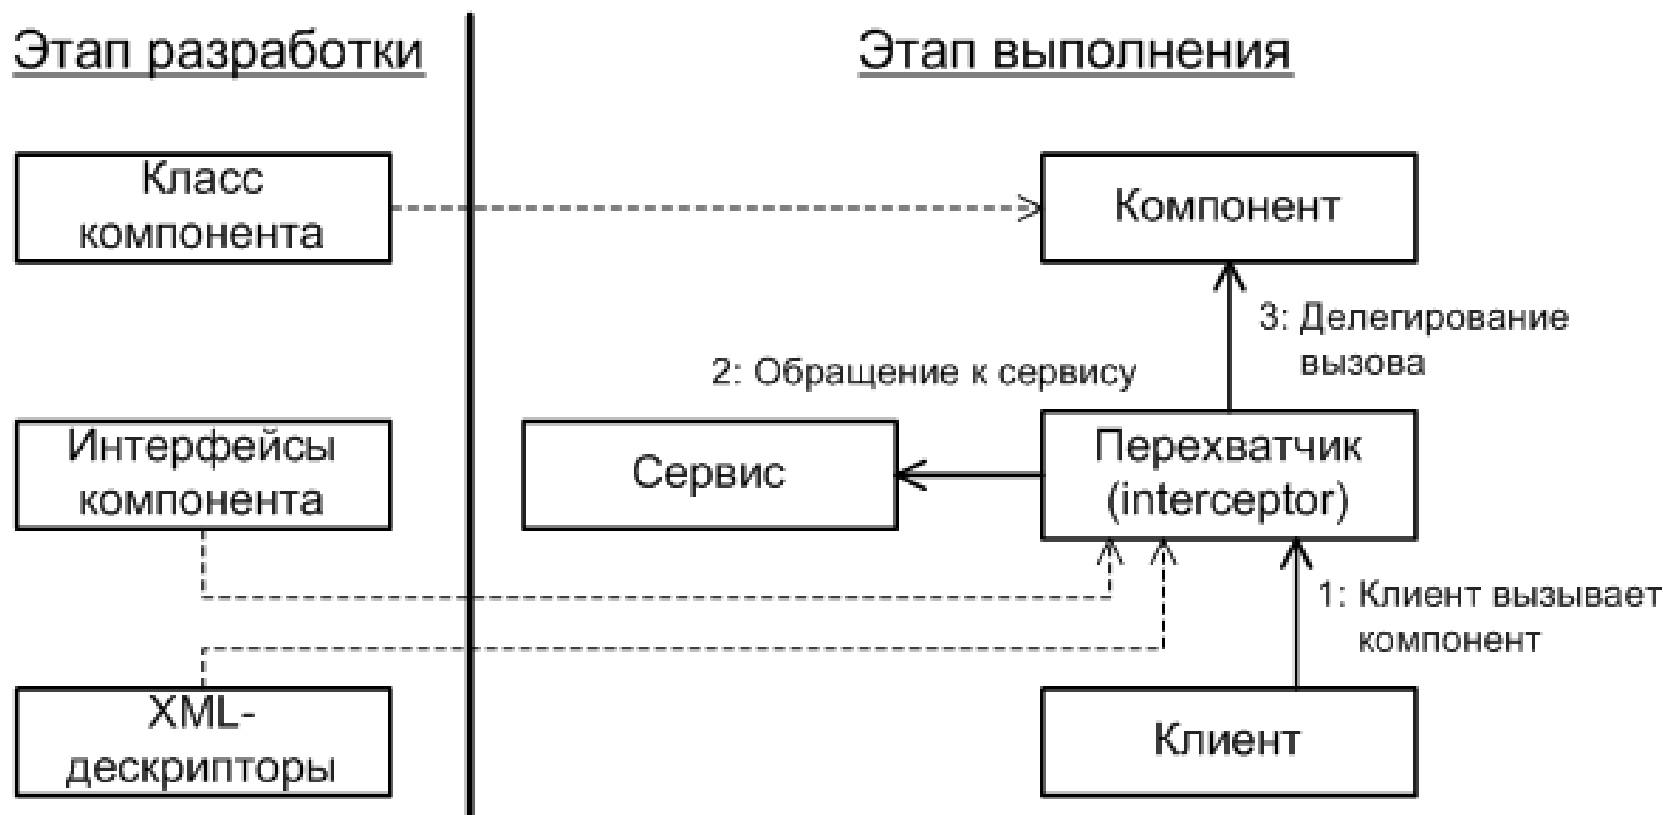 Этап разработки
Этап выполнения
Класс
компонента
Компонент
3: Делегирование
вызова
2: Обращение к сервису
Интерфейсы
компонента
Сервис
Перехватчик
(interceptor)
1: Клиент вызывает
компонент
XML-
дескрипторы
Клиент